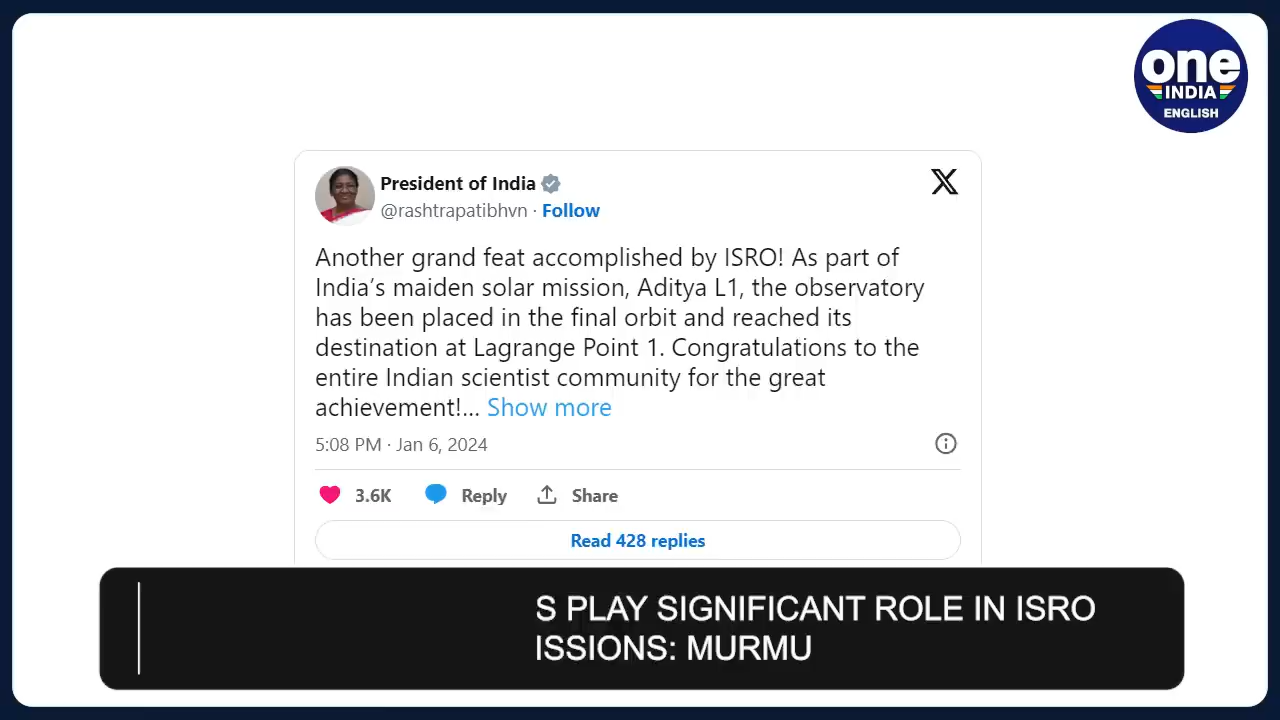 one
INDIA
ENGLISH
President of India
@rashtrapatibhvn · Follow
X
Another grand feat accomplished by ISRO! As part of
India’s maiden solar mission, Aditya L1, the observatory
has been placed in the final orbit and reached its
destination at Lagrange Point 1. Congratulations to the
entire Indian scientist community for the great
achievement!... Show more
5:08 PM · Jan 6, 2024
3.6K Reply Share
Read 428 replies
S PLAY SIGNIFICANT ROLE IN ISRO
ISSIONS: MURMU